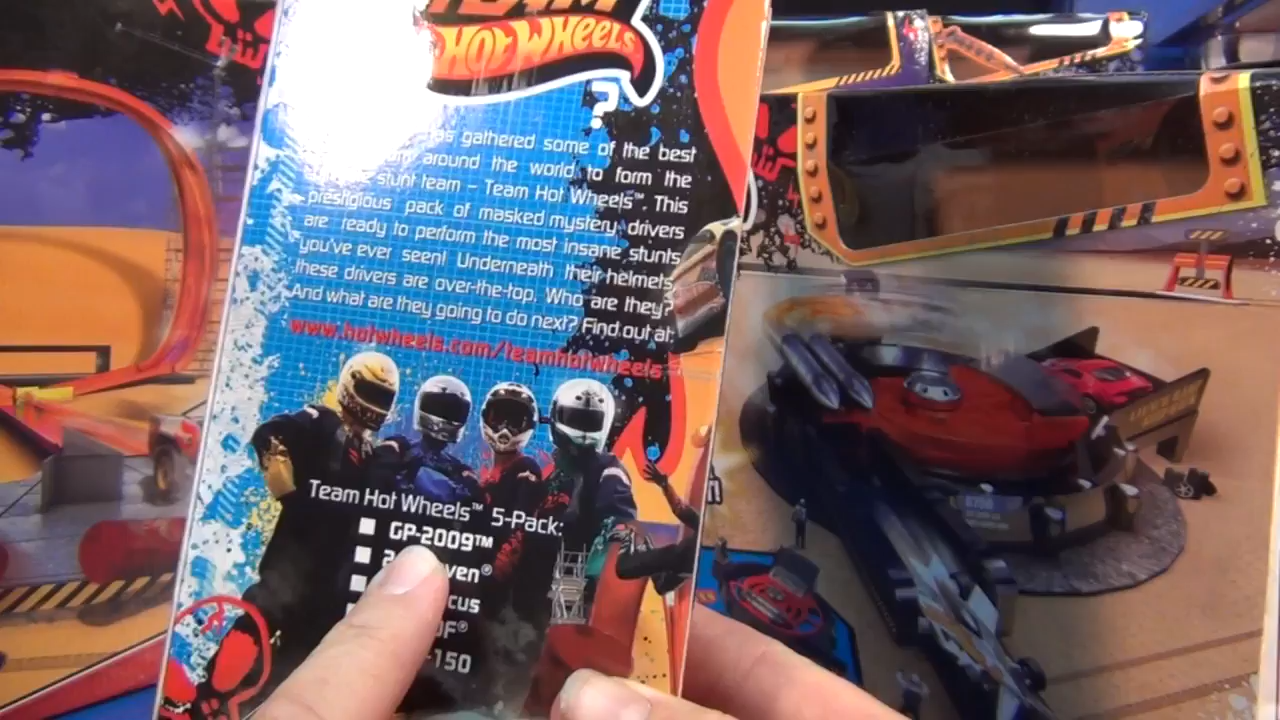 TEAM
HOT WHEELS
?
has gathered some of the best
around the world to form the
stunt team – Team Hot Wheels™. This
prestigious pack of masked mystery drivers
are ready to perform the most insane stunts
you've ever seen! Underneath their helmets,
these drivers are over-the-top. Who are they?
And what are they going to do next? Find out at:
www.hotwheels.com/teamhotwheels
Team Hot Wheels™ 5-Pack:
GP-2009™
ven®
cus
F®
-150